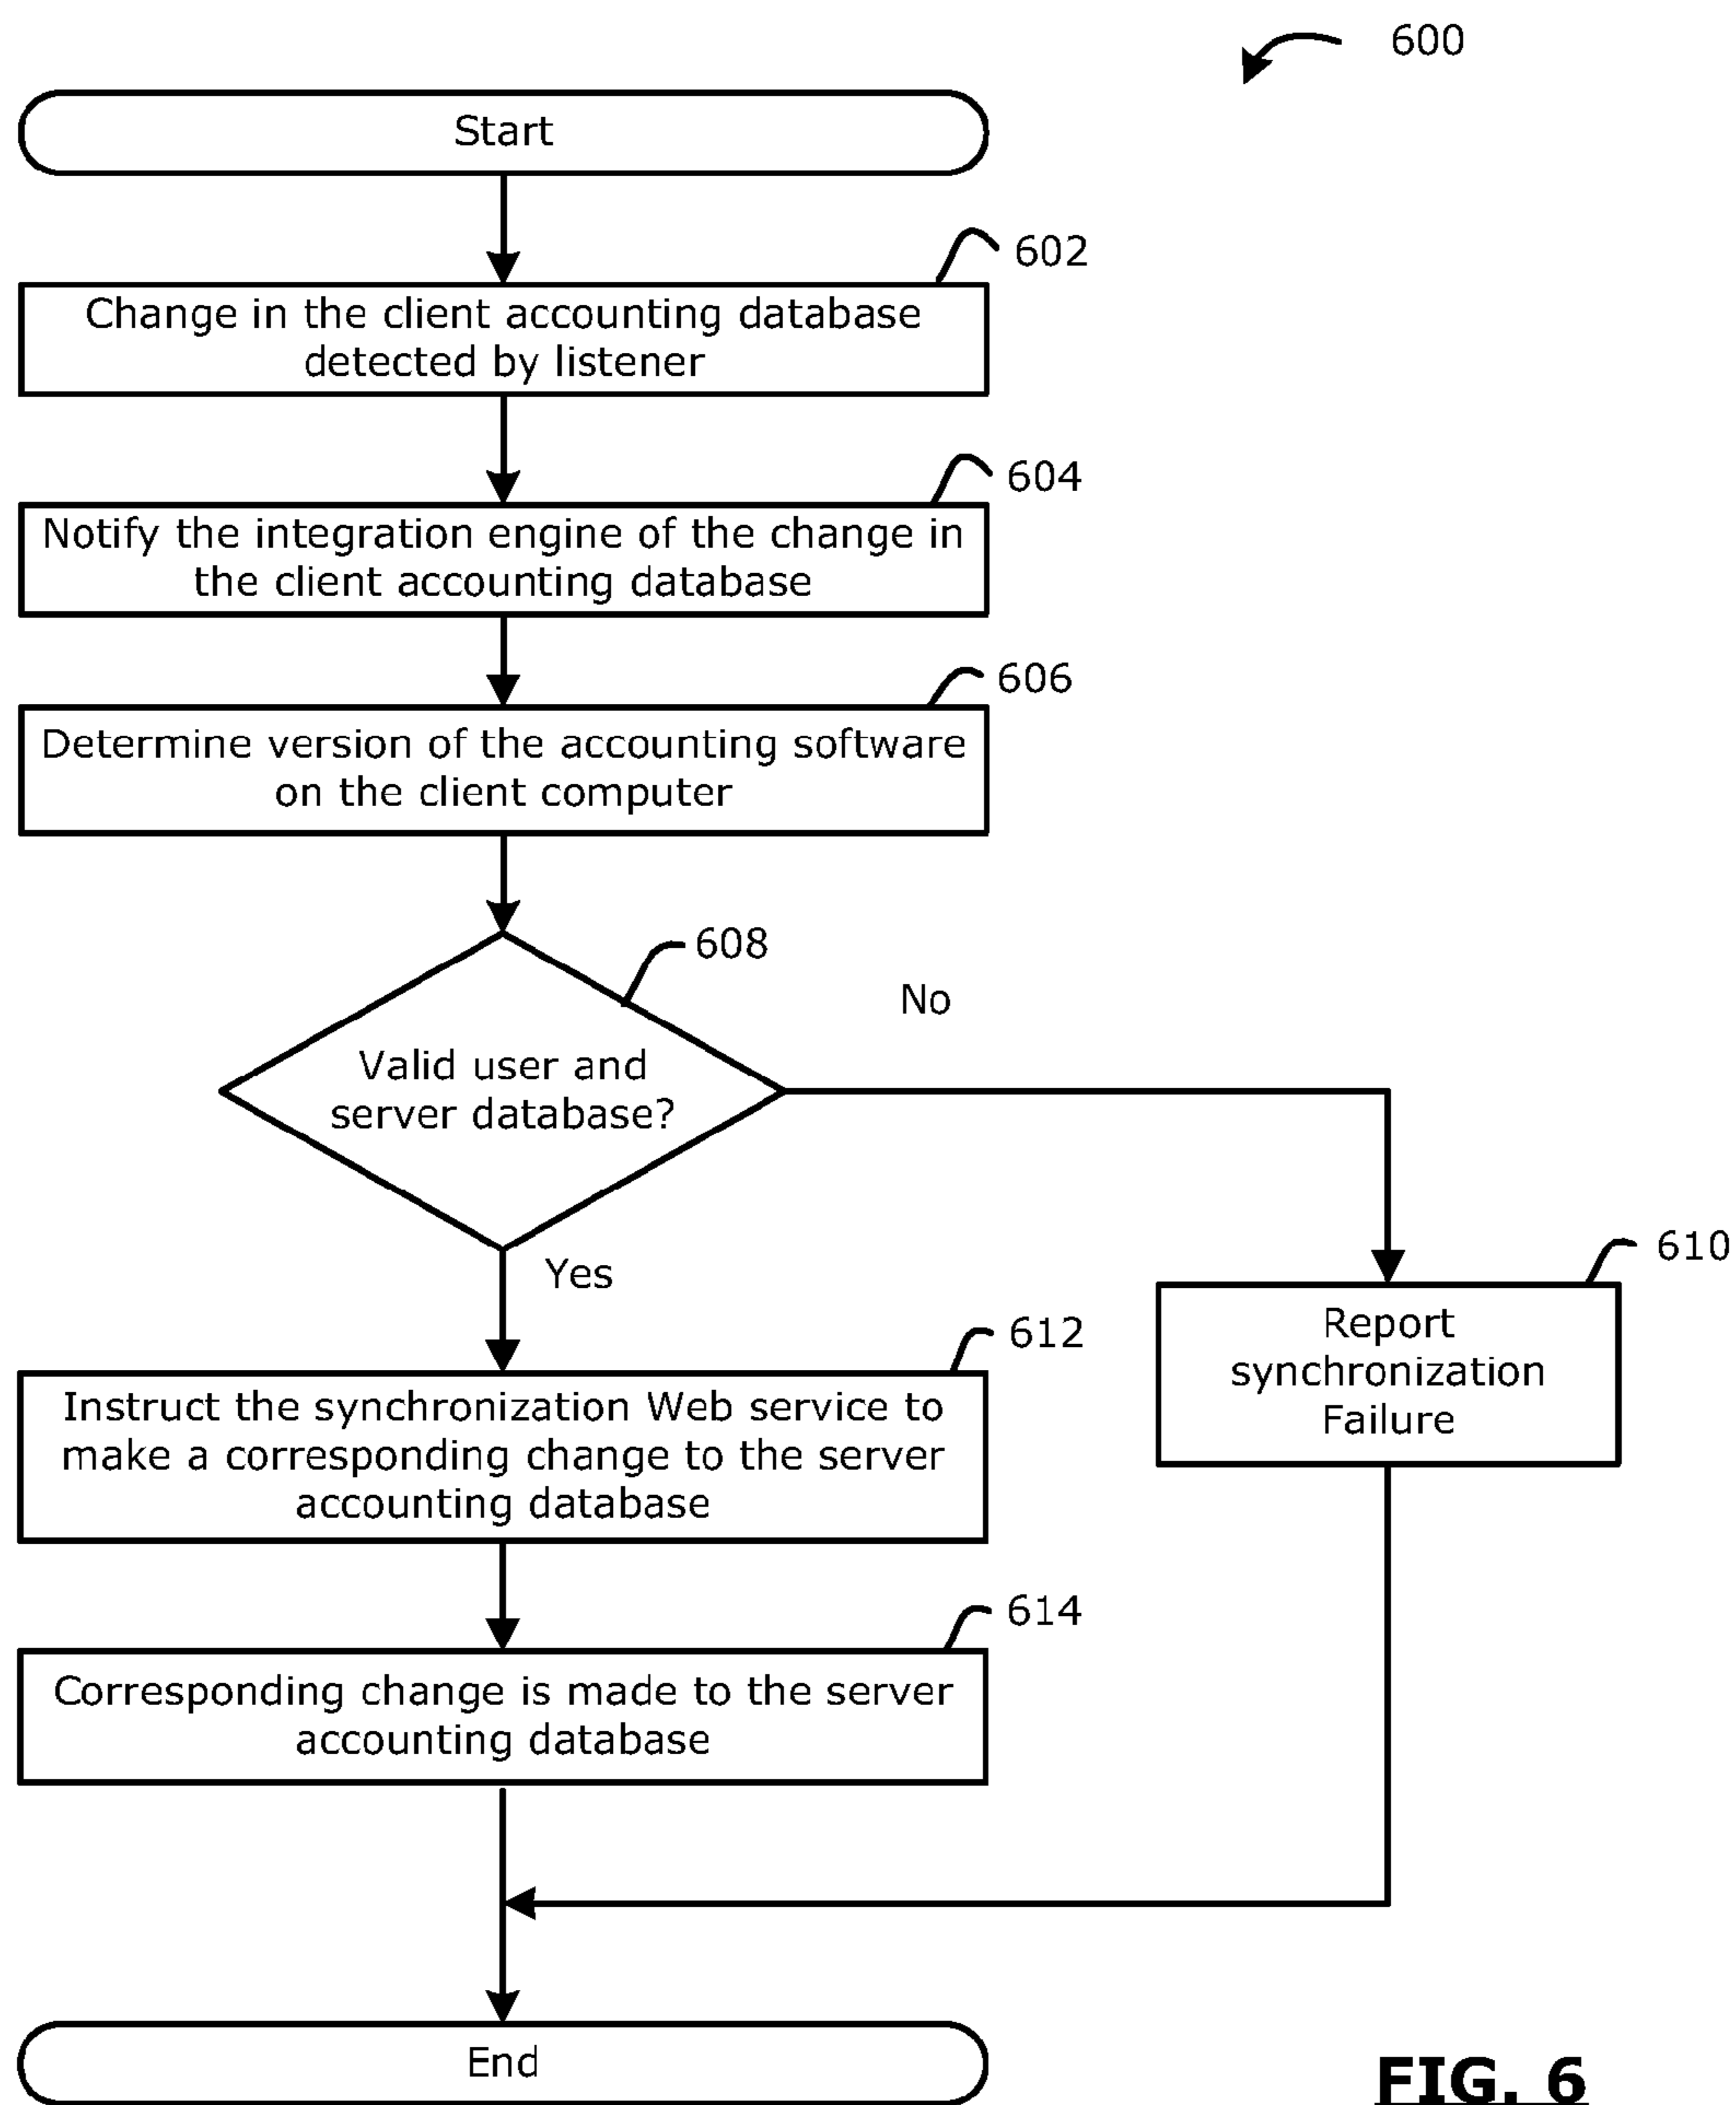 600
Start
602
Change in the client accounting database
detected by listener
604
Notify the integration engine of the change in
the client accounting database
606
Determine version of the accounting software
on the client computer
608
No
Valid user and
server database?
Yes
610
Report
synchronization
Failure
612
Instruct the synchronization Web service to
make a corresponding change to the server
accounting database
614
Corresponding change is made to the server
accounting database
End
FIG. 6